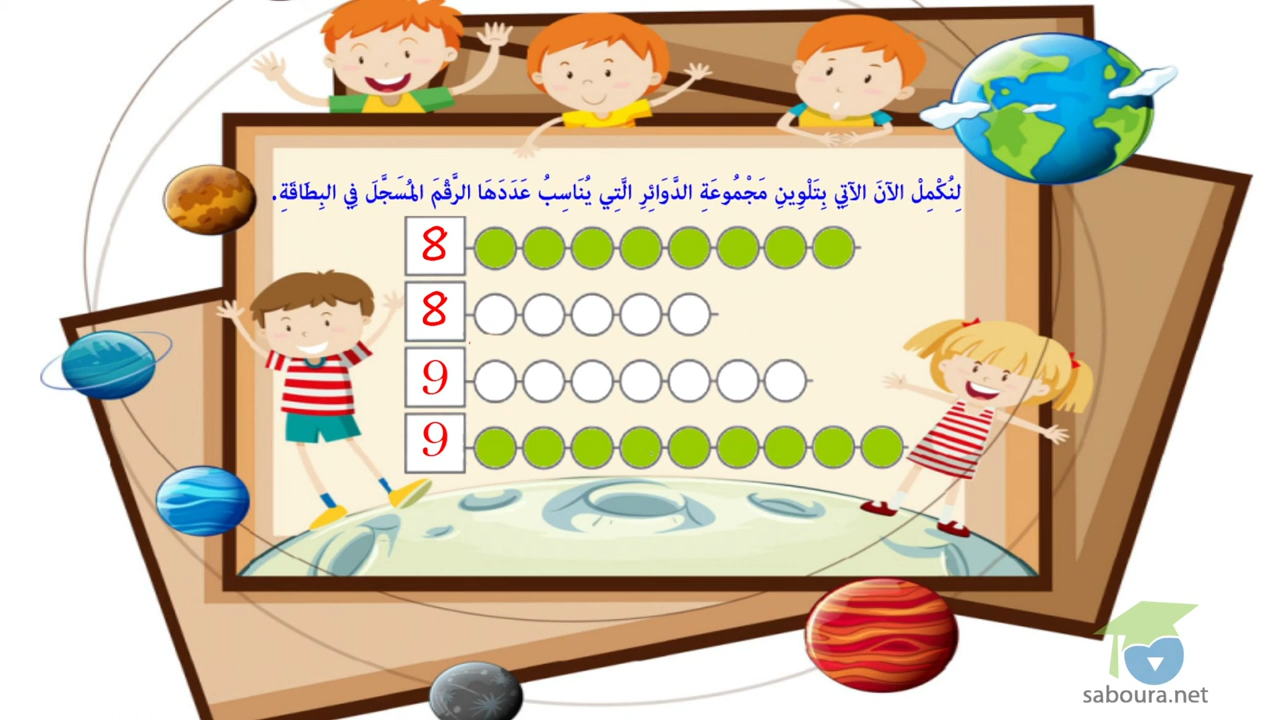 لِنُكْمِلْ الآنَ الآتِي بِتَلْوِينِ مَجْمُوعَةِ الدَّوَائِرِ الَّتِي يُنَاسِبُ عَدَدَهَا الرَّقْمَ المُسَجَّلَ فِي البِطَاقَةِ.
8
8
9
9
saboura.net